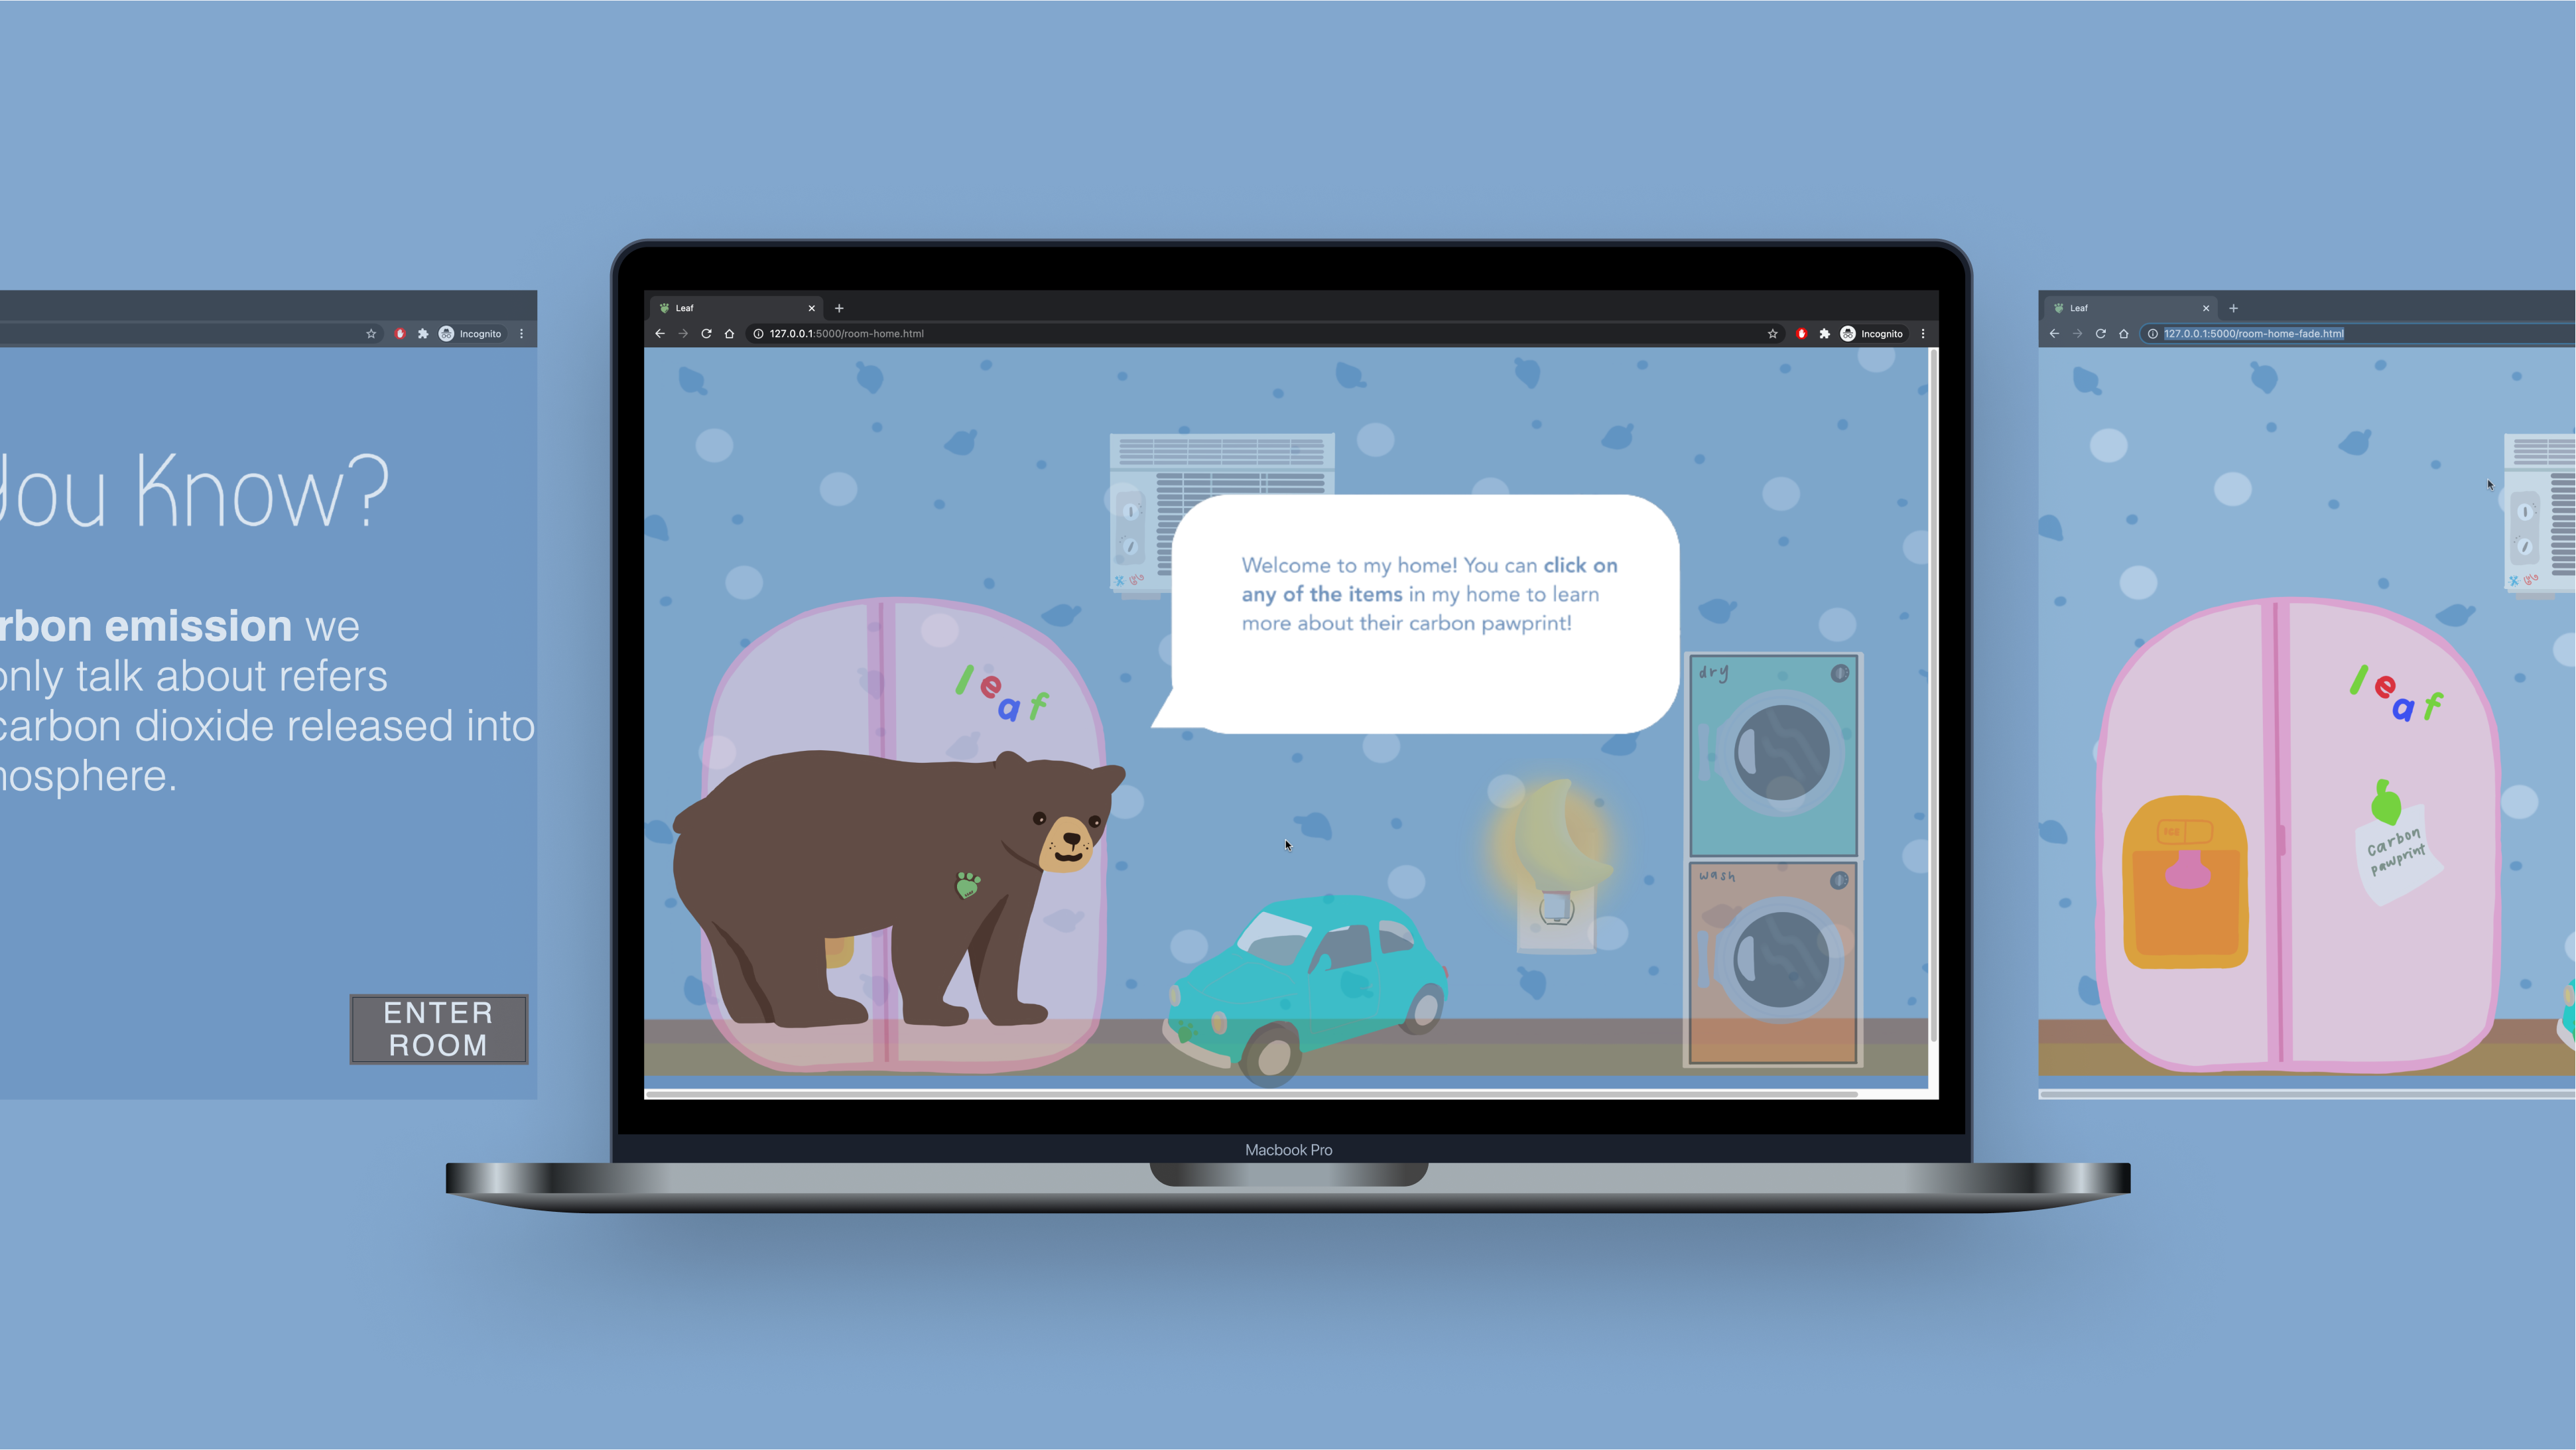 Incognito
you Know?
rbon emission we
only talk about refers
carbon dioxide released into
nosphere.
ENTER
ROOM
Leaf
127.0.0.1:5000/room-home.html
Incognito
Welcome to my home! You can click on
any of the items in my home to learn
more about their carbon pawprint!
leaf
dry
wash
Macbook Pro
Leaf
127.0.0.1:5000/room-home-fade.html
leaf
carbon
pawprint